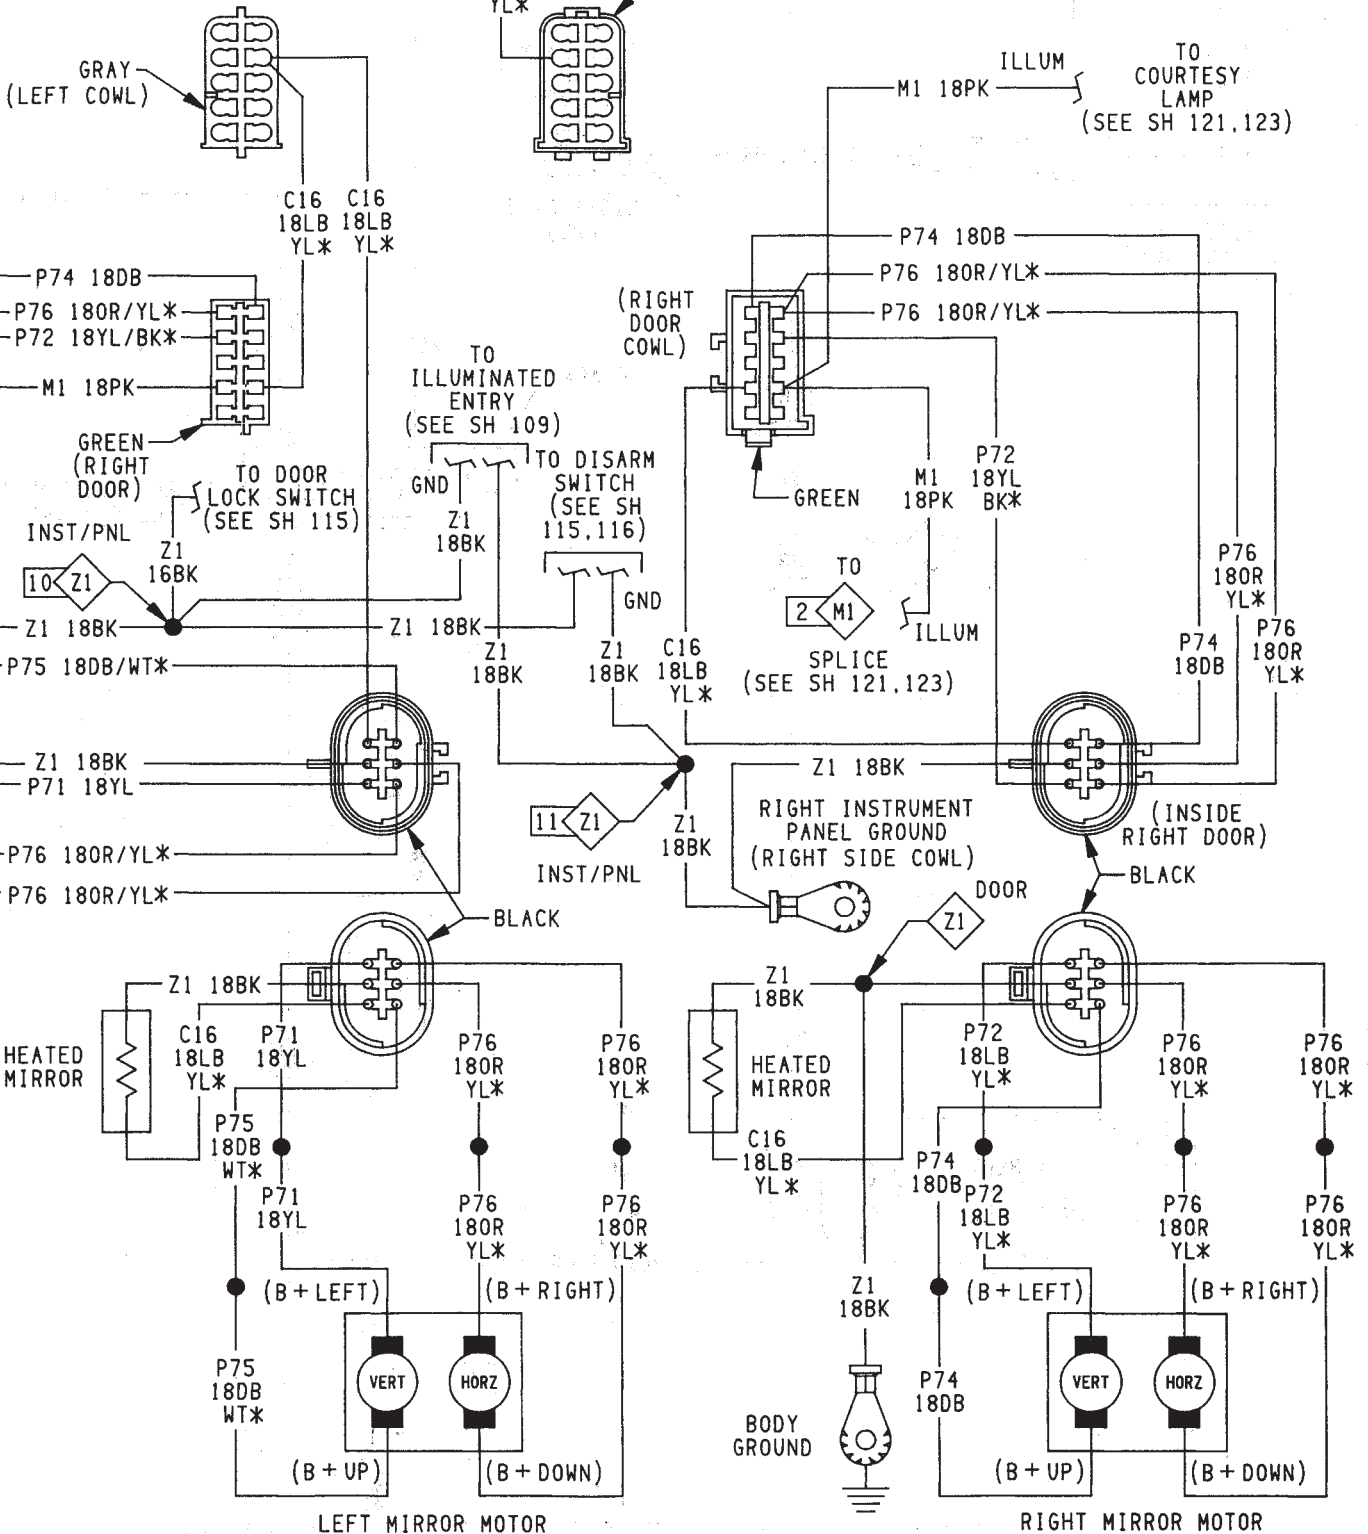 YL*
GRAY
(LEFT COWL)
ILLUM
TO
COURTESY
LAMP
(SEE SH 121,123)
M1 18PK
C16
18LB
YL*
C16
18LB
YL*
P74 18DB
P76 18OR/YL*
P72 18YL/BK*
M1 18PK
GREEN
(RIGHT
DOOR)
P74 18DB
P76 18OR/YL*
P76 18OR/YL*
(RIGHT
DOOR
COWL)
GREEN
TO
ILLUMINATED
ENTRY
(SEE SH 109)
GND
TO DISARM
SWITCH
(SEE SH
115,116)
GND
TO DOOR
LOCK SWITCH
(SEE SH 115)
INST/PNL
10
Z1
Z1
16BK
Z1
18BK
M1
18PK
P72
18YL
BK*
TO
2
M1
ILLUM
SPLICE
(SEE SH 121,123)
P76
18OR
YL*
P76
18OR
YL*
P74
18DB
Z1 18BK
Z1 18BK
Z1
18BK
Z1
18BK
C16
18LB
YL*
P75 18DB/WT*
Z1 18BK
P71 18YL
P76 18OR/YL*
P76 18OR/YL*
BLACK
11
Z1
INST/PNL
Z1
18BK
Z1 18BK
RIGHT INSTRUMENT
PANEL GROUND
(RIGHT SIDE COWL)
(INSIDE
RIGHT DOOR)
BLACK
DOOR
Z1
Z1 18BK
HEATED
MIRROR
C16
18LB
YL*
P71
18YL
P76
18OR
YL*
P76
18OR
YL*
P75
18DB
WT*
P71
18YL
P76
18OR
YL*
P76
18OR
YL*
(B+LEFT)
(B+RIGHT)
P75
18DB
WT*
VERT
HORZ
(B+UP)
(B+DOWN)
LEFT MIRROR MOTOR
Z1
18BK
HEATED
MIRROR
C16
18LB
YL*
P72
18LB
YL*
P76
18OR
YL*
P76
18OR
YL*
P74
18DB
P72
18LB
YL*
P76
18OR
YL*
P76
18OR
YL*
Z1
18BK
(B+LEFT)
(B+RIGHT)
P74
18DB
VERT
HORZ
BODY
GROUND
(B+UP)
(B+DOWN)
RIGHT MIRROR MOTOR